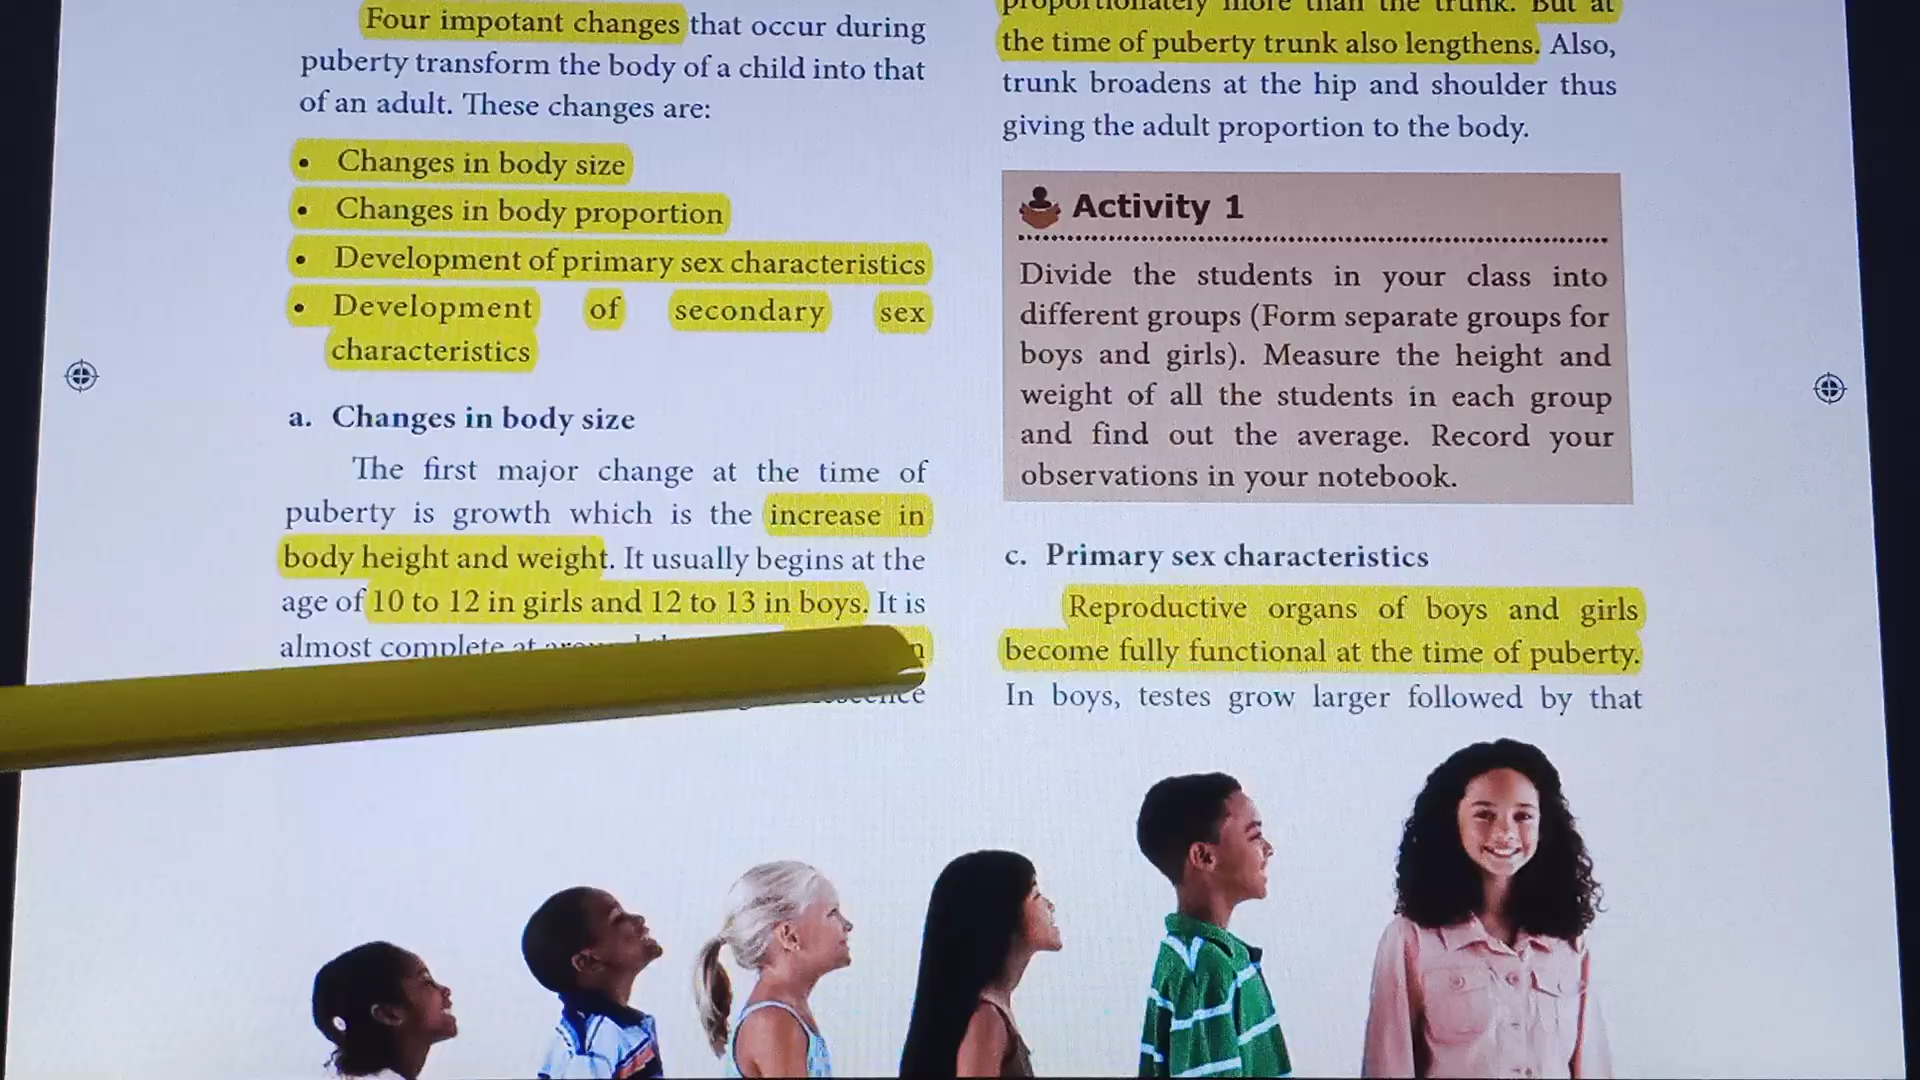 Four impotant changes that occur during
puberty transform the body of a child into that
of an adult. These changes are:
• Changes in body size
• Changes in body proportion
• Development of primary sex characteristics
• Development of secondary sex
characteristics
a. Changes in body size
The first major change at the time of
puberty is growth which is the increase in
body height and weight. It usually begins at the
age of 10 to 12 in girls and 12 to 13 in boys. It is
almost complete at
proportionately more than the trunk. But at
the time of puberty trunk also lengthens. Also,
trunk broadens at the hip and shoulder thus
giving the adult proportion to the body.
Activity 1
Divide the students in your class into
different groups (Form separate groups for
boys and girls). Measure the height and
weight of all the students in each group
and find out the average. Record your
observations in your notebook.
c. Primary sex characteristics
Reproductive organs of boys and girls
become fully functional at the time of puberty.
In boys, testes grow larger followed by that